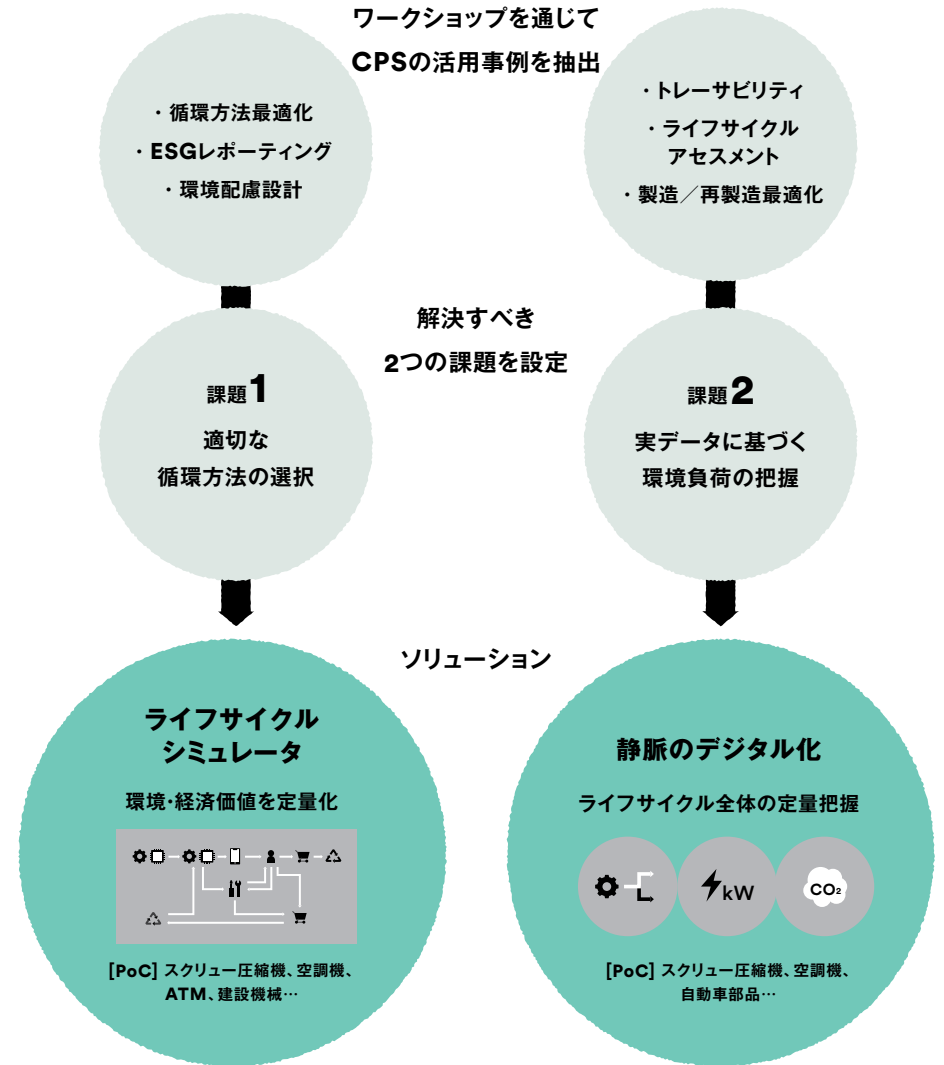 ワークショップを通じて
CPSの活用事例を抽出
・循環方法最適化
・ESGレポーティング
・環境配慮設計
・トレーサビリティ
・ライフサイクル
アセスメント
・製造／再製造最適化
解決すべき
2つの課題を設定
課題1
適切な
循環方法の選択
課題2
実データに基づく
環境負荷の把握
ソリューション
ライフサイクル
シミュレータ
環境・経済価値を定量化
[PoC] スクリュー圧縮機、空調機、
ATM、建設機械…
静脈のデジタル化
ライフサイクル全体の定量把握
kW
CO₂
[PoC] スクリュー圧縮機、空調機、
自動車部品…